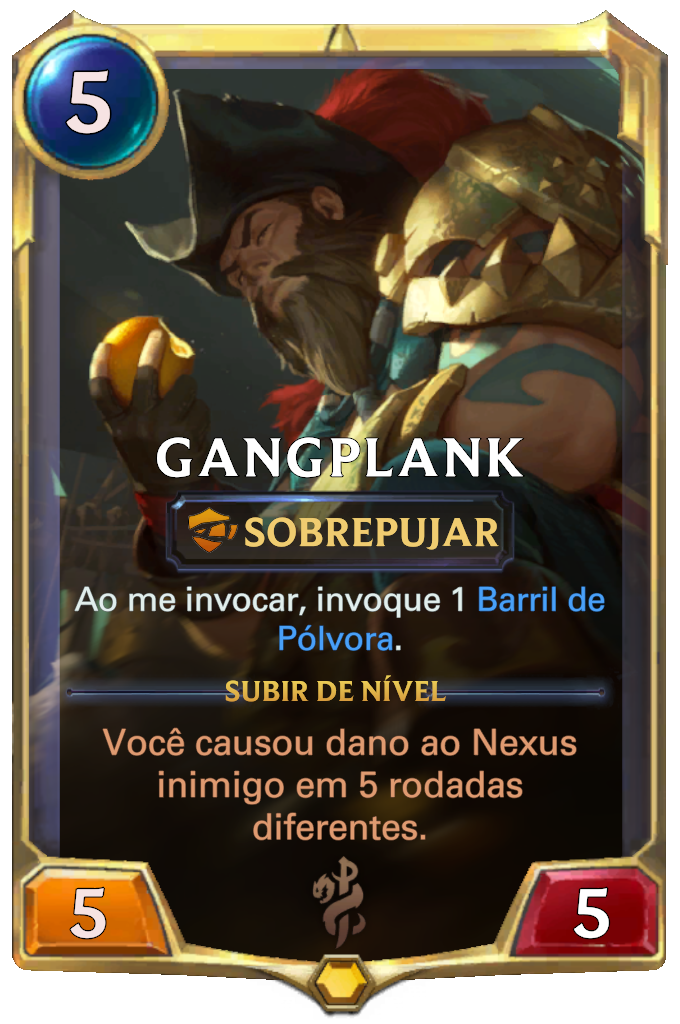 5
GANGPLANK
SOBREPUJAR
Ao me invocar, invoque 1 Barril de
Pólvora.
SUBIR DE NÍVEL
Você causou dano ao Nexus
inimigo em 5 rodadas
diferentes.
5
5